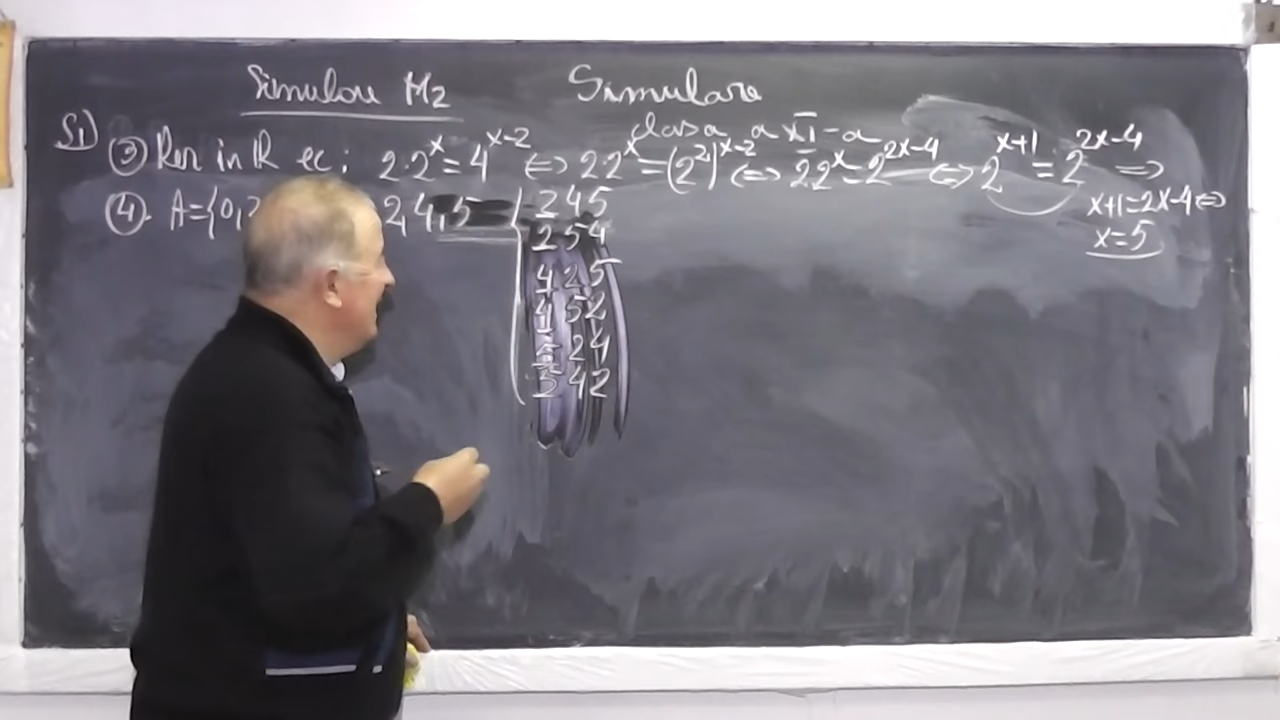 Simulare M2 Simulare
clasa a XI-a
S1) ③ Rez in R ec: 2·2^x = 4^{x-2} ⇔ 2 2^x = (2^2)^{x-2} ⇔ 2 2^x = 2^{2x-4} ⇔ 2^{x+1} = 2^{2x-4} ⇒
x+1=2x-4 ⇔
x=5
④. A={0, 2,4,5
245
254
425
452
524
542